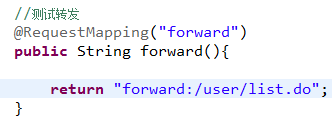 //测试转发
@RequestMapping("forward")
public String forward(){
return "forward:/user/list.do";
}